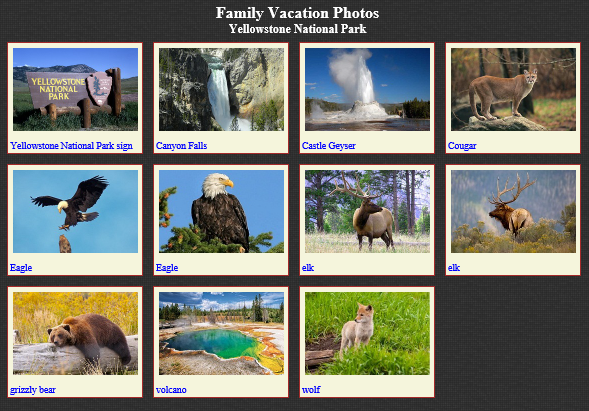 Family Vacation Photos
Yellowstone National Park
YELLOWSTONE
NATIONAL
PARK
Yellowstone National Park sign
Canyon Falls
Castle Geyser
Cougar
Eagle
Eagle
elk
elk
grizzly bear
volcano
wolf